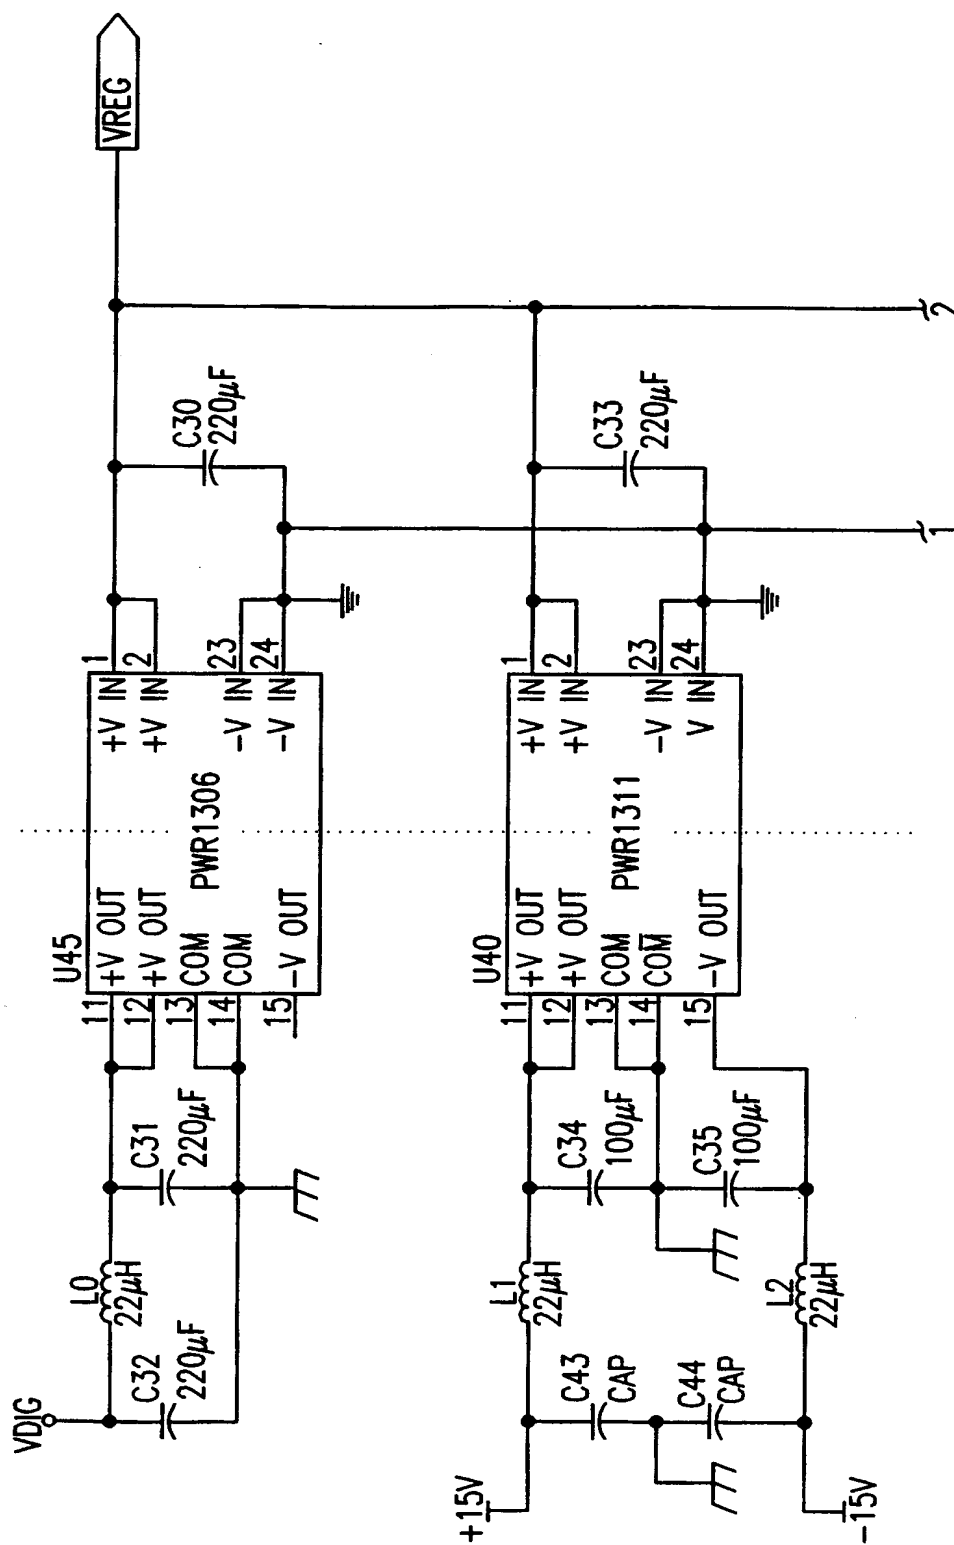 VREG
C30
220µF
U45
1
+V IN
2
+V IN
23
-V IN
24
-V IN
PWR1306
11
+V OUT
12
+V OUT
13
COM
14
COM
15
-V OUT
C31
220µF
L0
22µH
C32
220µF
VDIG
2
1
C33
220µF
U40
1
+V IN
2
+V IN
23
-V IN
24
V IN
PWR1311
11
+V OUT
12
+V OUT
13
COM
14
COM
15
-V OUT
C34
100µF
C35
100µF
L1
22µH
L2
22µH
C43
CAP
C44
CAP
+15V
-15V